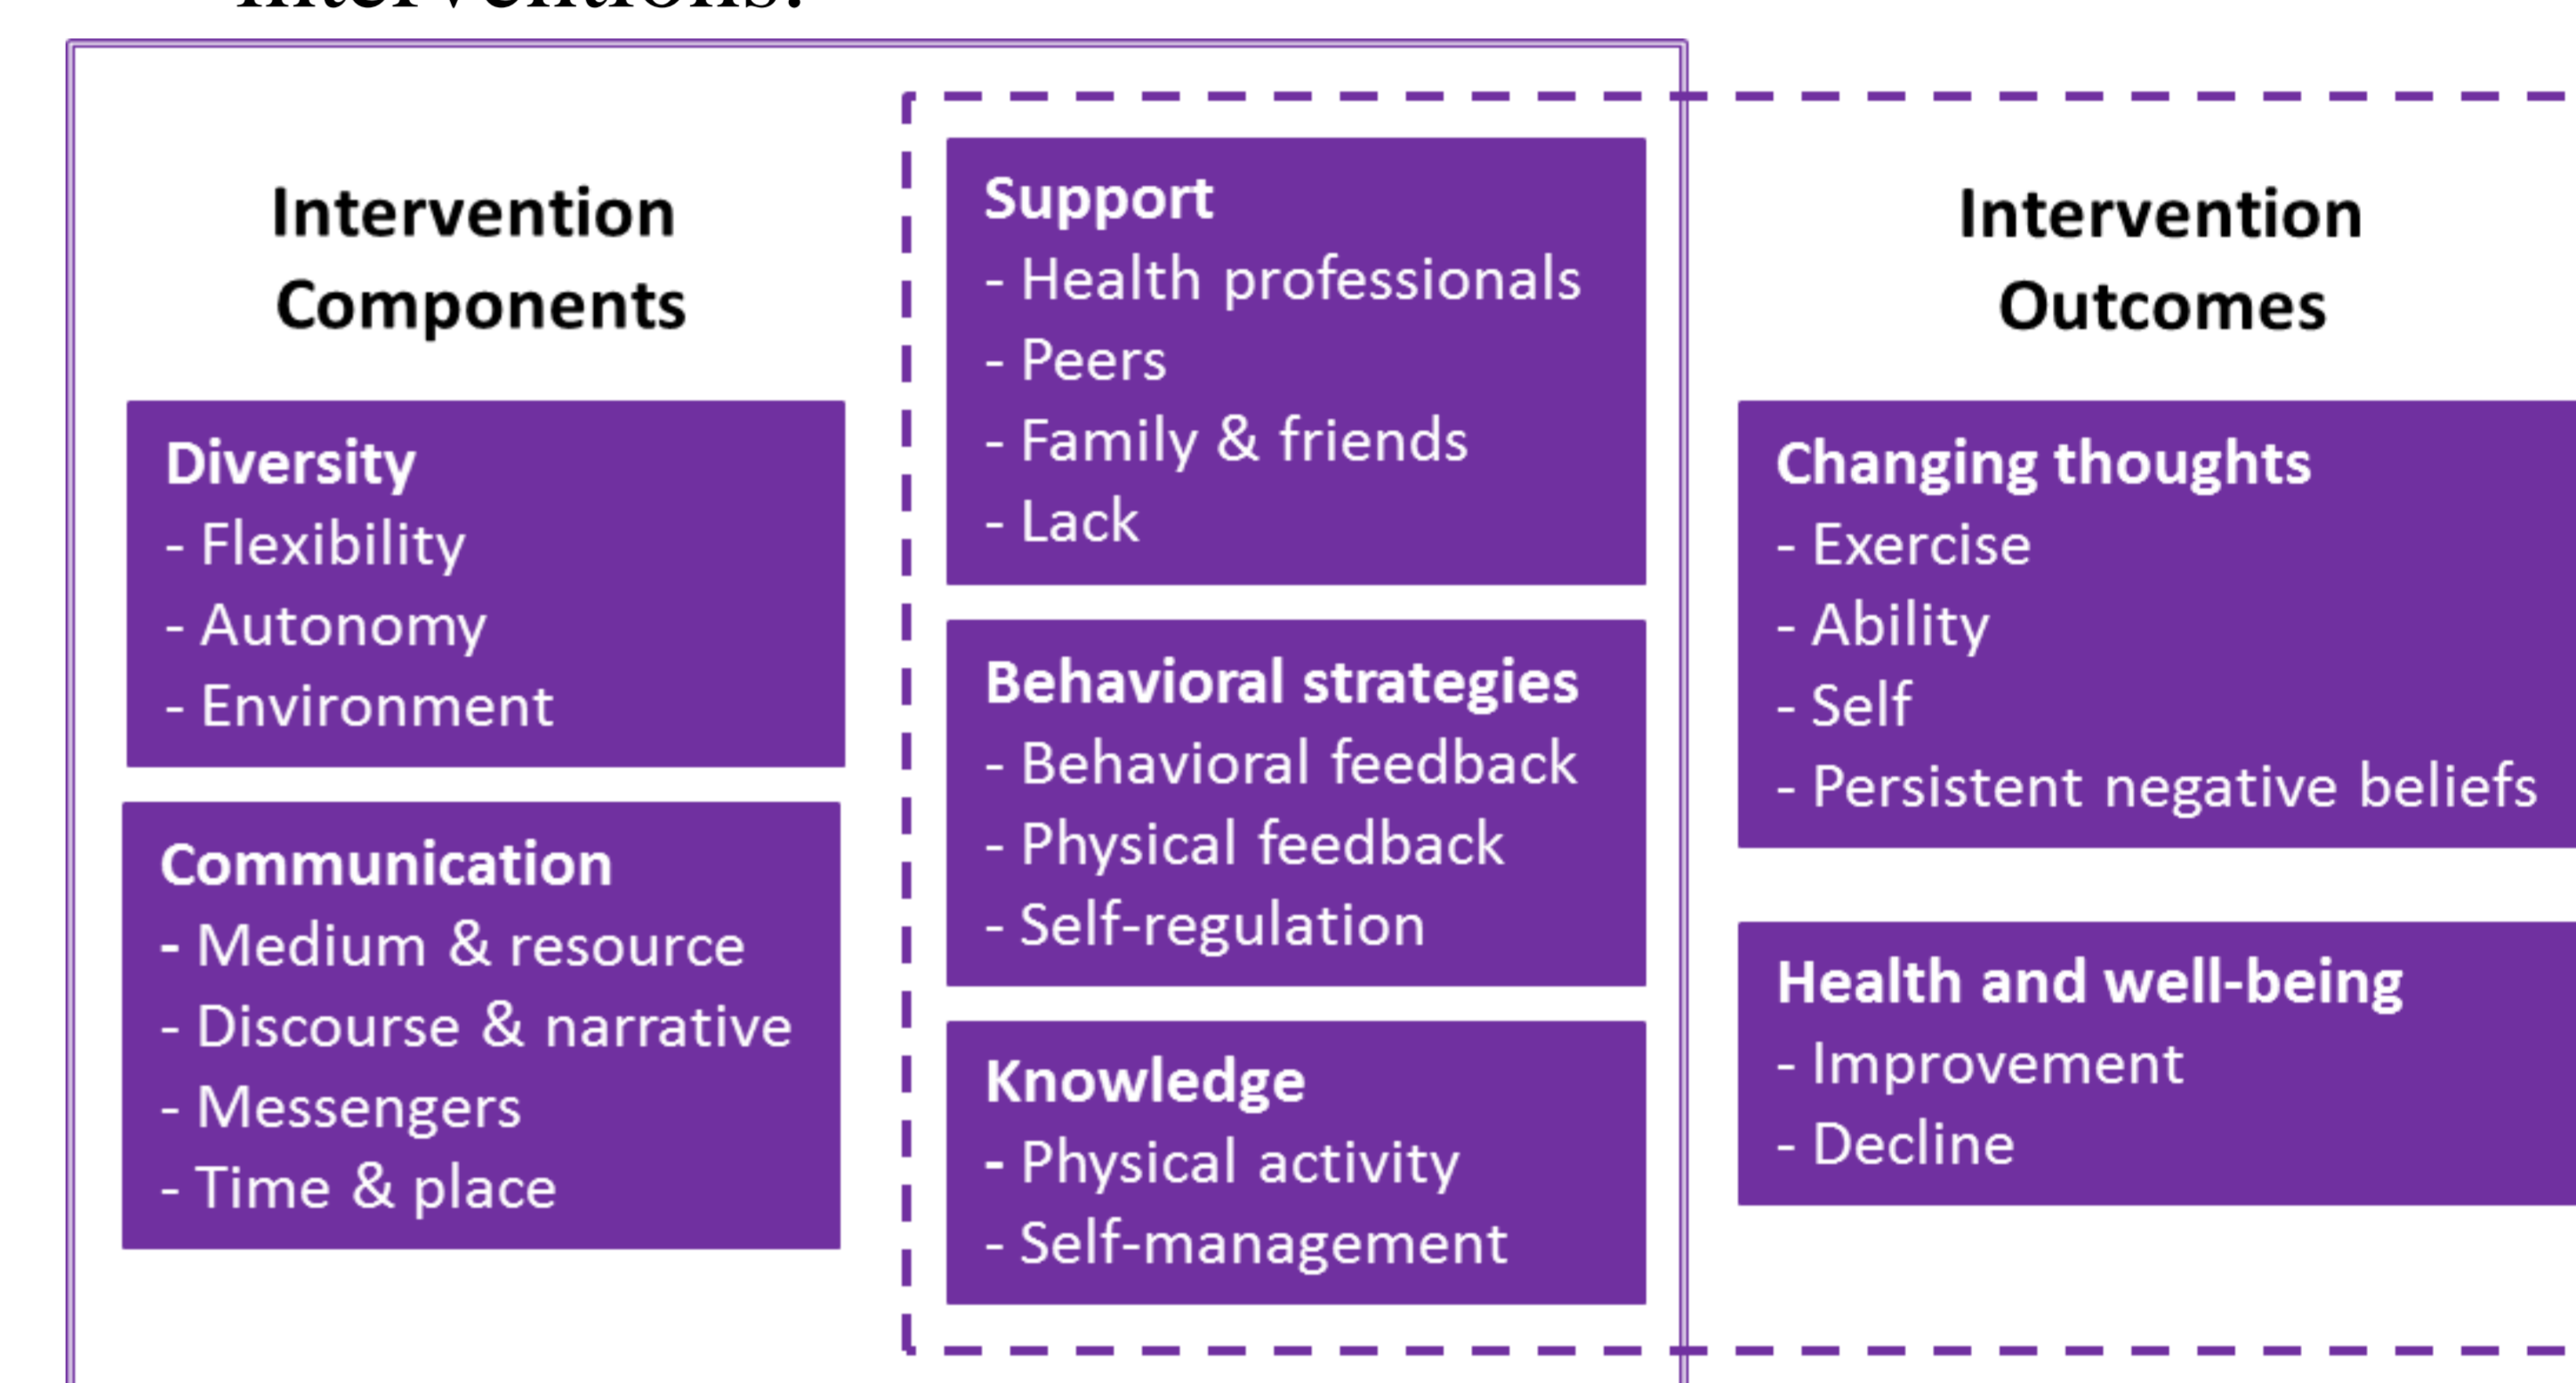 interventions.
Intervention
Components
Diversity
- Flexibility
- Autonomy
- Environment
Communication
- Medium & resource
- Discourse & narrative
- Messengers
- Time & place
Support
- Health professionals
- Peers
- Family & friends
- Lack
Behavioral strategies
- Behavioral feedback
- Physical feedback
- Self-regulation
Knowledge
- Physical activity
- Self-management
Intervention
Outcomes
Changing thoughts
- Exercise
- Ability
- Self
- Persistent negative beliefs
Health and well-being
- Improvement
- Decline